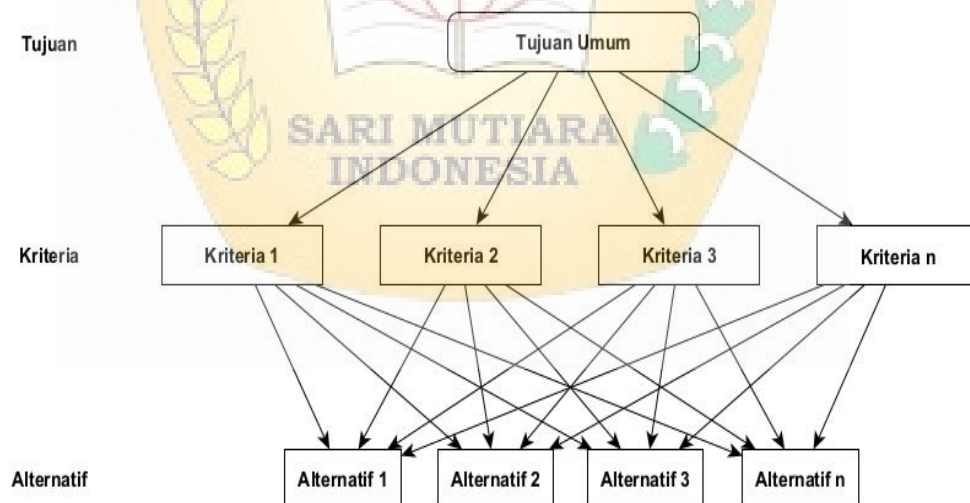 Tujuan
Tujuan Umum
SARI MUTIARA
INDONESIA
Kriteria
Kriteria 1
Kriteria 2
Kriteria 3
Kriteria n
Alternatif
Alternatif 1
Alternatif 2
Alternatif 3
Alternatif n